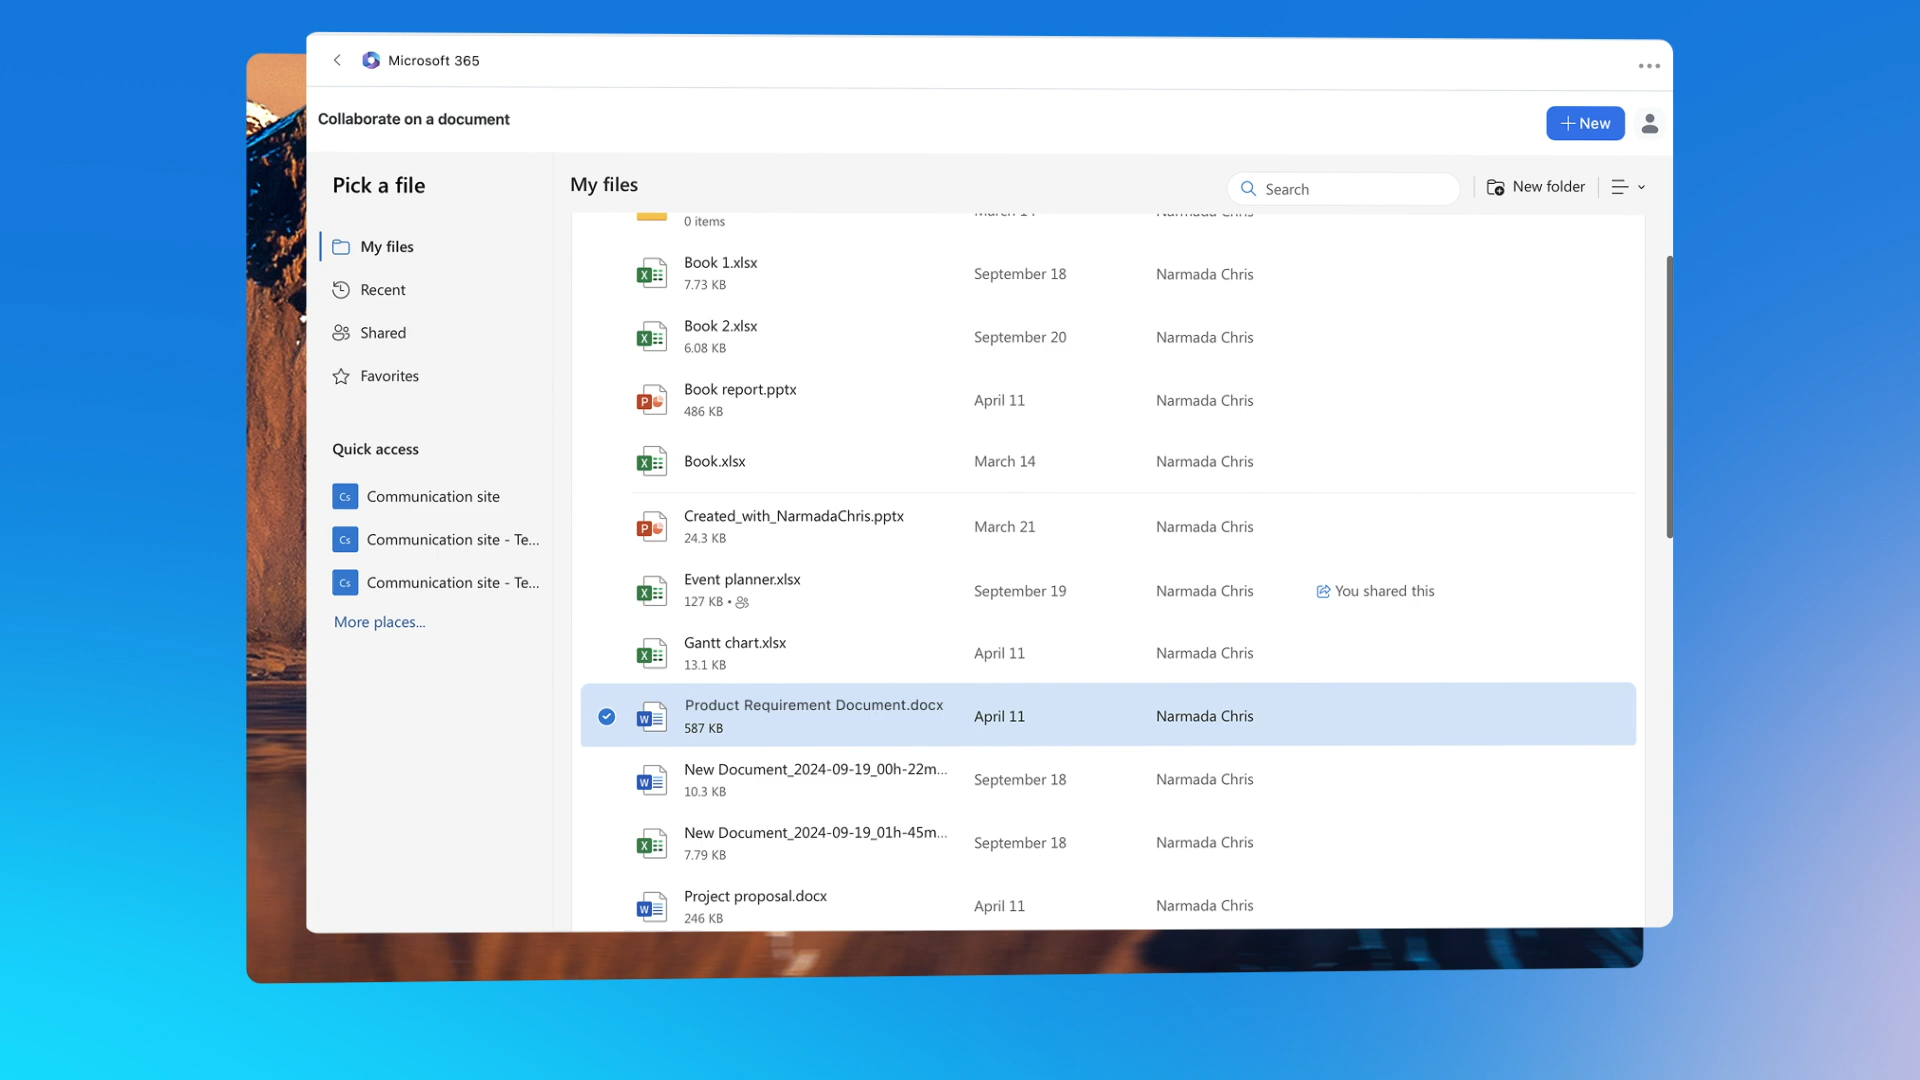 Microsoft 365
Collaborate on a document
New
Pick a file
My files
Search
New folder
My files
Recent
Shared
Favorites
Quick access
Cs Communication site
Cs Communication site - Te...
Cs Communication site - Te...
More places...
0 items
Book 1.xlsx
7.73 KB
September 18
Narmada Chris
Book 2.xlsx
6.08 KB
September 20
Narmada Chris
Book report.pptx
486 KB
April 11
Narmada Chris
Book.xlsx
March 14
Narmada Chris
Created_with_NarmadaChris.pptx
24.3 KB
March 21
Narmada Chris
Event planner.xlsx
127 KB •
September 19
Narmada Chris
You shared this
Gantt chart.xlsx
13.1 KB
April 11
Narmada Chris
Product Requirement Document.docx
587 KB
April 11
Narmada Chris
New Document_2024-09-19_00h-22m...
10.3 KB
September 18
Narmada Chris
New Document_2024-09-19_01h-45m...
7.79 KB
September 18
Narmada Chris
Project proposal.docx
246 KB
April 11
Narmada Chris